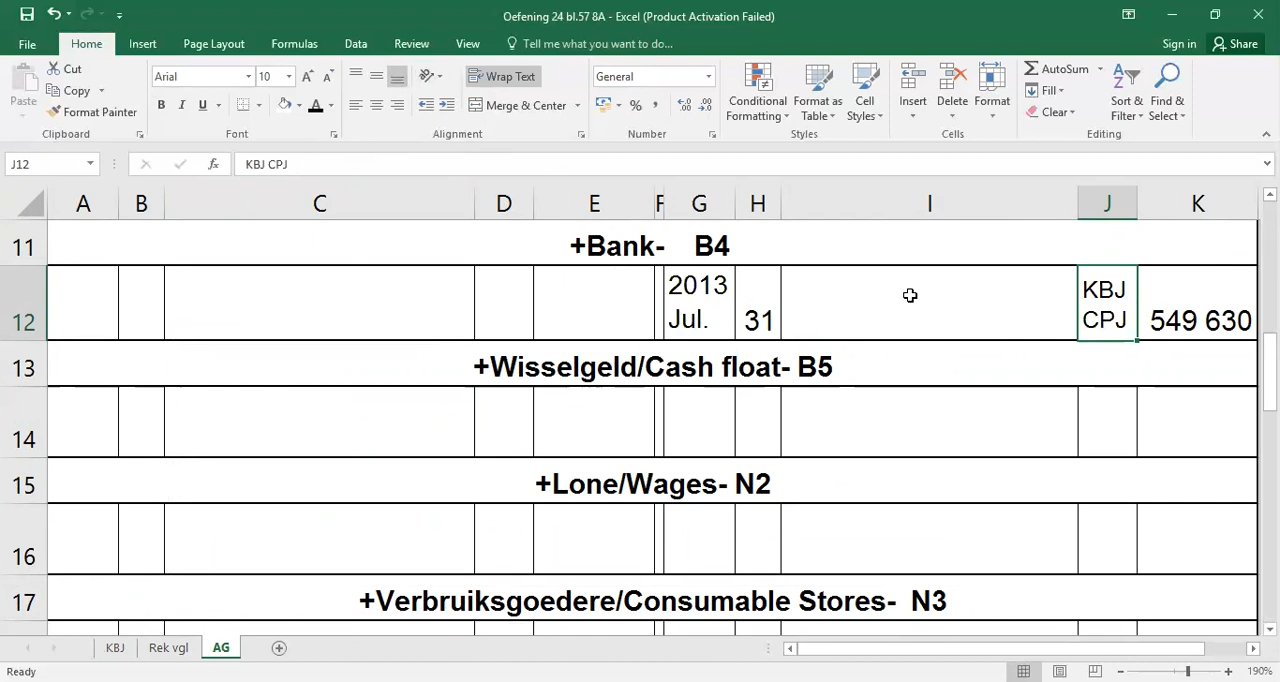 Oefening 24 bl.57 8A - Excel (Product Activation Failed)
File Home Insert Page Layout Formulas Data Review View Tell me what you want to do... Sign in Share
Paste Cut Copy Format Painter Clipboard
Arial 10 A A B I U A Font
Wrap Text Merge & Center Alignment
General % , Number
Conditional Formatting Format as Table Cell Styles Styles
Insert Delete Format Cells
AutoSum Fill Clear Sort & Filter Find & Select Editing
J12 fx KBJ CPJ
A B C D E F G H I J K
11 +Bank- B4
12 2013 Jul. 31 KBJ CPJ 549 630
13 +Wisselgeld/Cash float- B5
14
15 +Lone/Wages- N2
16
17 +Verbruiksgoedere/Consumable Stores- N3
KBJ Rek vgl AG
Ready 190%